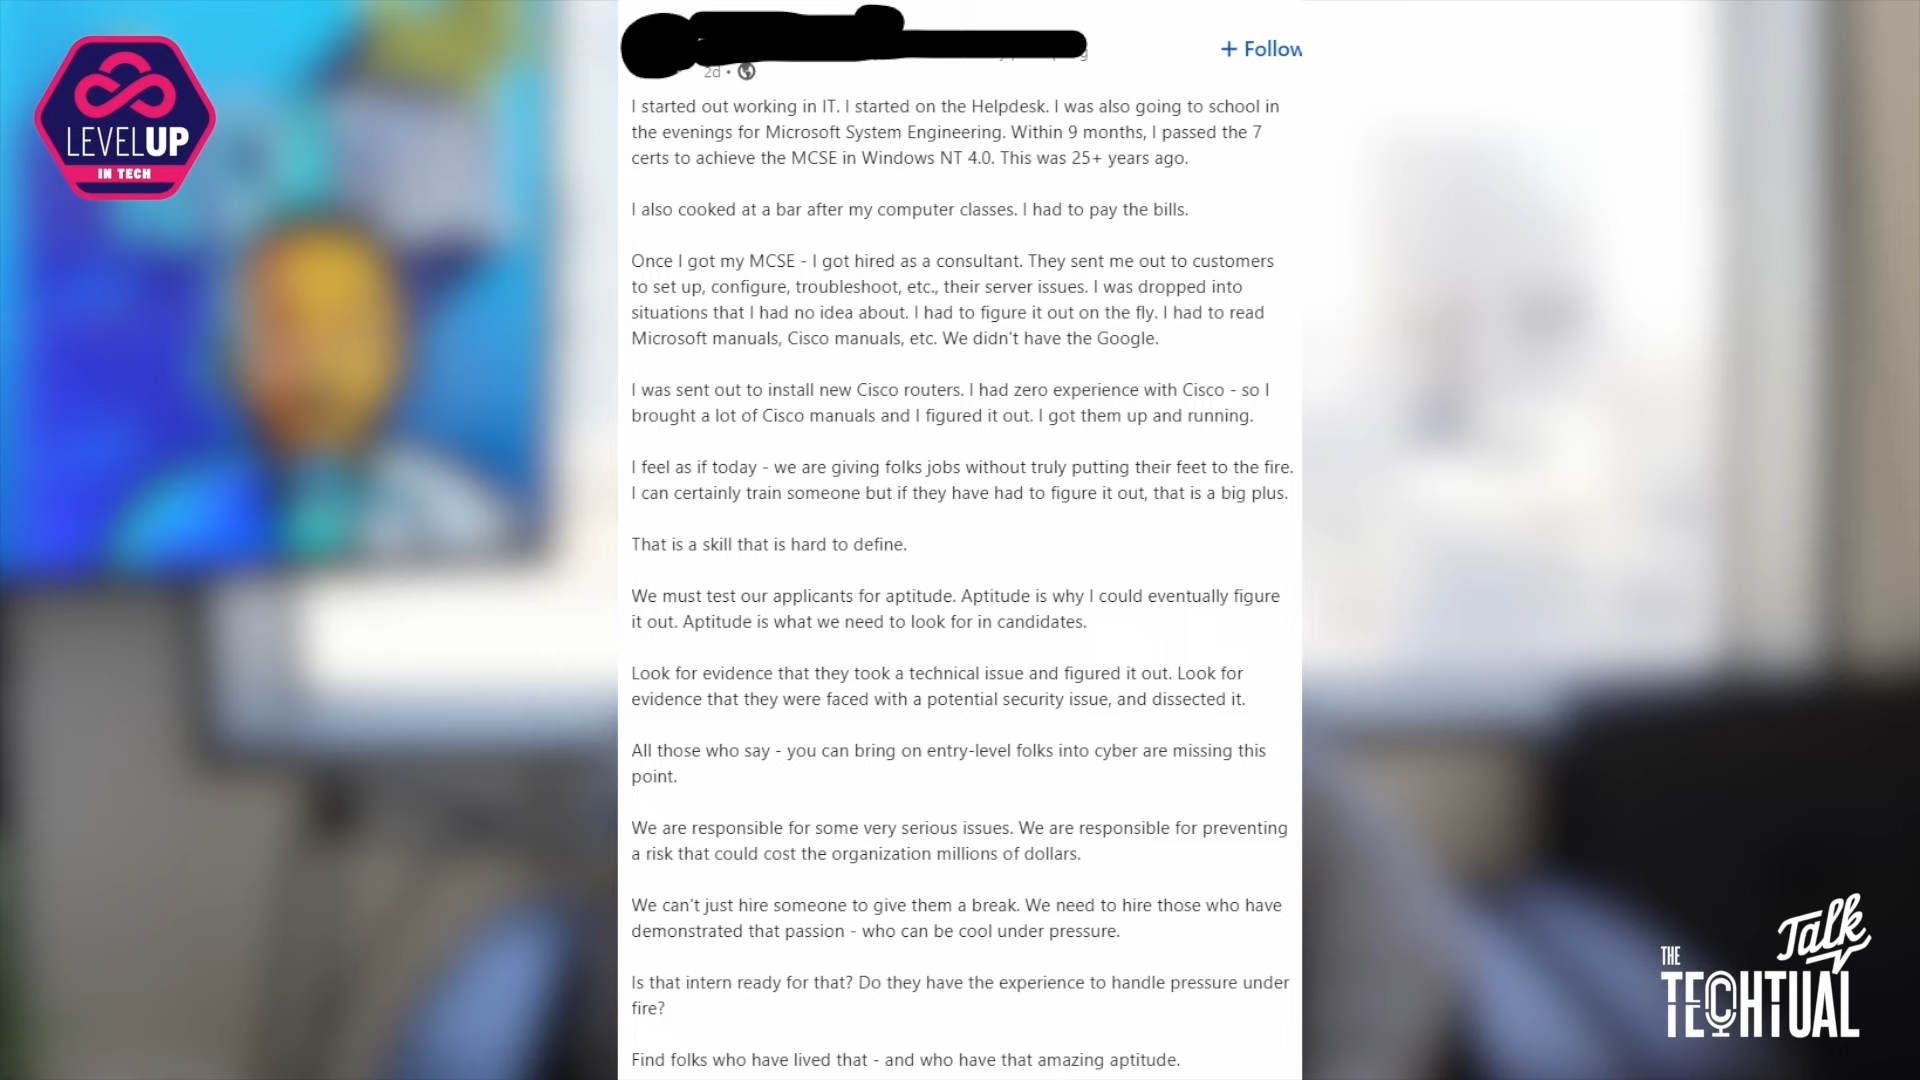 LEVELUP
IN TECH
+ Follow
2d •
I started out working in IT. I started on the Helpdesk. I was also going to school in
the evenings for Microsoft System Engineering. Within 9 months, I passed the 7
certs to achieve the MCSE in Windows NT 4.0. This was 25+ years ago.
I also cooked at a bar after my computer classes. I had to pay the bills.
Once I got my MCSE - I got hired as a consultant. They sent me out to customers
to set up, configure, troubleshoot, etc., their server issues. I was dropped into
situations that I had no idea about. I had to figure it out on the fly. I had to read
Microsoft manuals, Cisco manuals, etc. We didn't have the Google.
I was sent out to install new Cisco routers. I had zero experience with Cisco - so I
brought a lot of Cisco manuals and I figured it out. I got them up and running.
I feel as if today - we are giving folks jobs without truly putting their feet to the fire.
I can certainly train someone but if they have had to figure it out, that is a big plus.
That is a skill that is hard to define.
We must test our applicants for aptitude. Aptitude is why I could eventually figure
it out. Aptitude is what we need to look for in candidates.
Look for evidence that they took a technical issue and figured it out. Look for
evidence that they were faced with a potential security issue, and dissected it.
All those who say - you can bring on entry-level folks into cyber are missing this
point.
We are responsible for some very serious issues. We are responsible for preventing
a risk that could cost the organization millions of dollars.
We can't just hire someone to give them a break. We need to hire those who have
demonstrated that passion - who can be cool under pressure.
Is that intern ready for that? Do they have the experience to handle pressure under
fire?
Find folks who have lived that - and who have that amazing aptitude.
THE
TECHTUAL
Talk